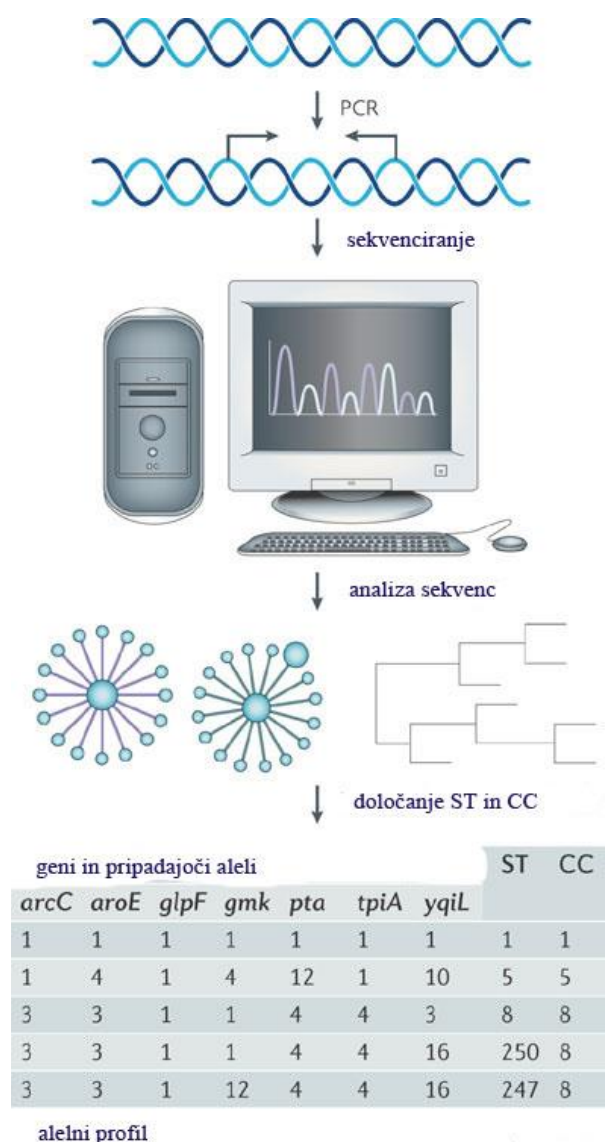 PCR
sekvenciranje
analiza sekvenc
določanje ST in CC
geni in pripadajoči aleli ST CC
arcC aroE glpF gmk pta tpiA yqiL
1 1 1 1 1 1 1 1 1
1 4 1 4 12 1 10 5 5
3 3 1 1 4 4 3 8 8
3 3 1 1 4 4 16 250 8
3 3 1 12 4 4 16 247 8
alelni profil